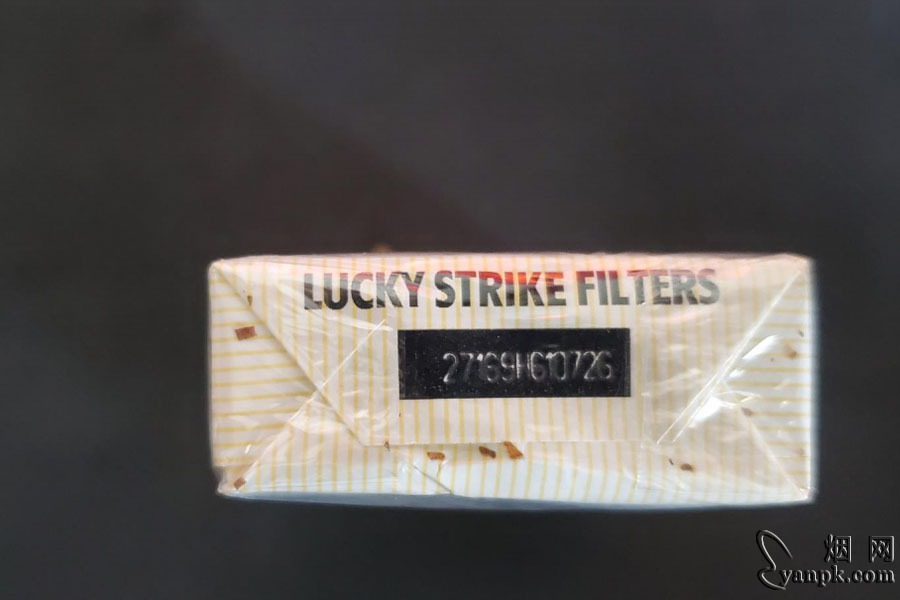 LUCKY STRIKE FILTERS
27169H610726
烟网
yanpk.com